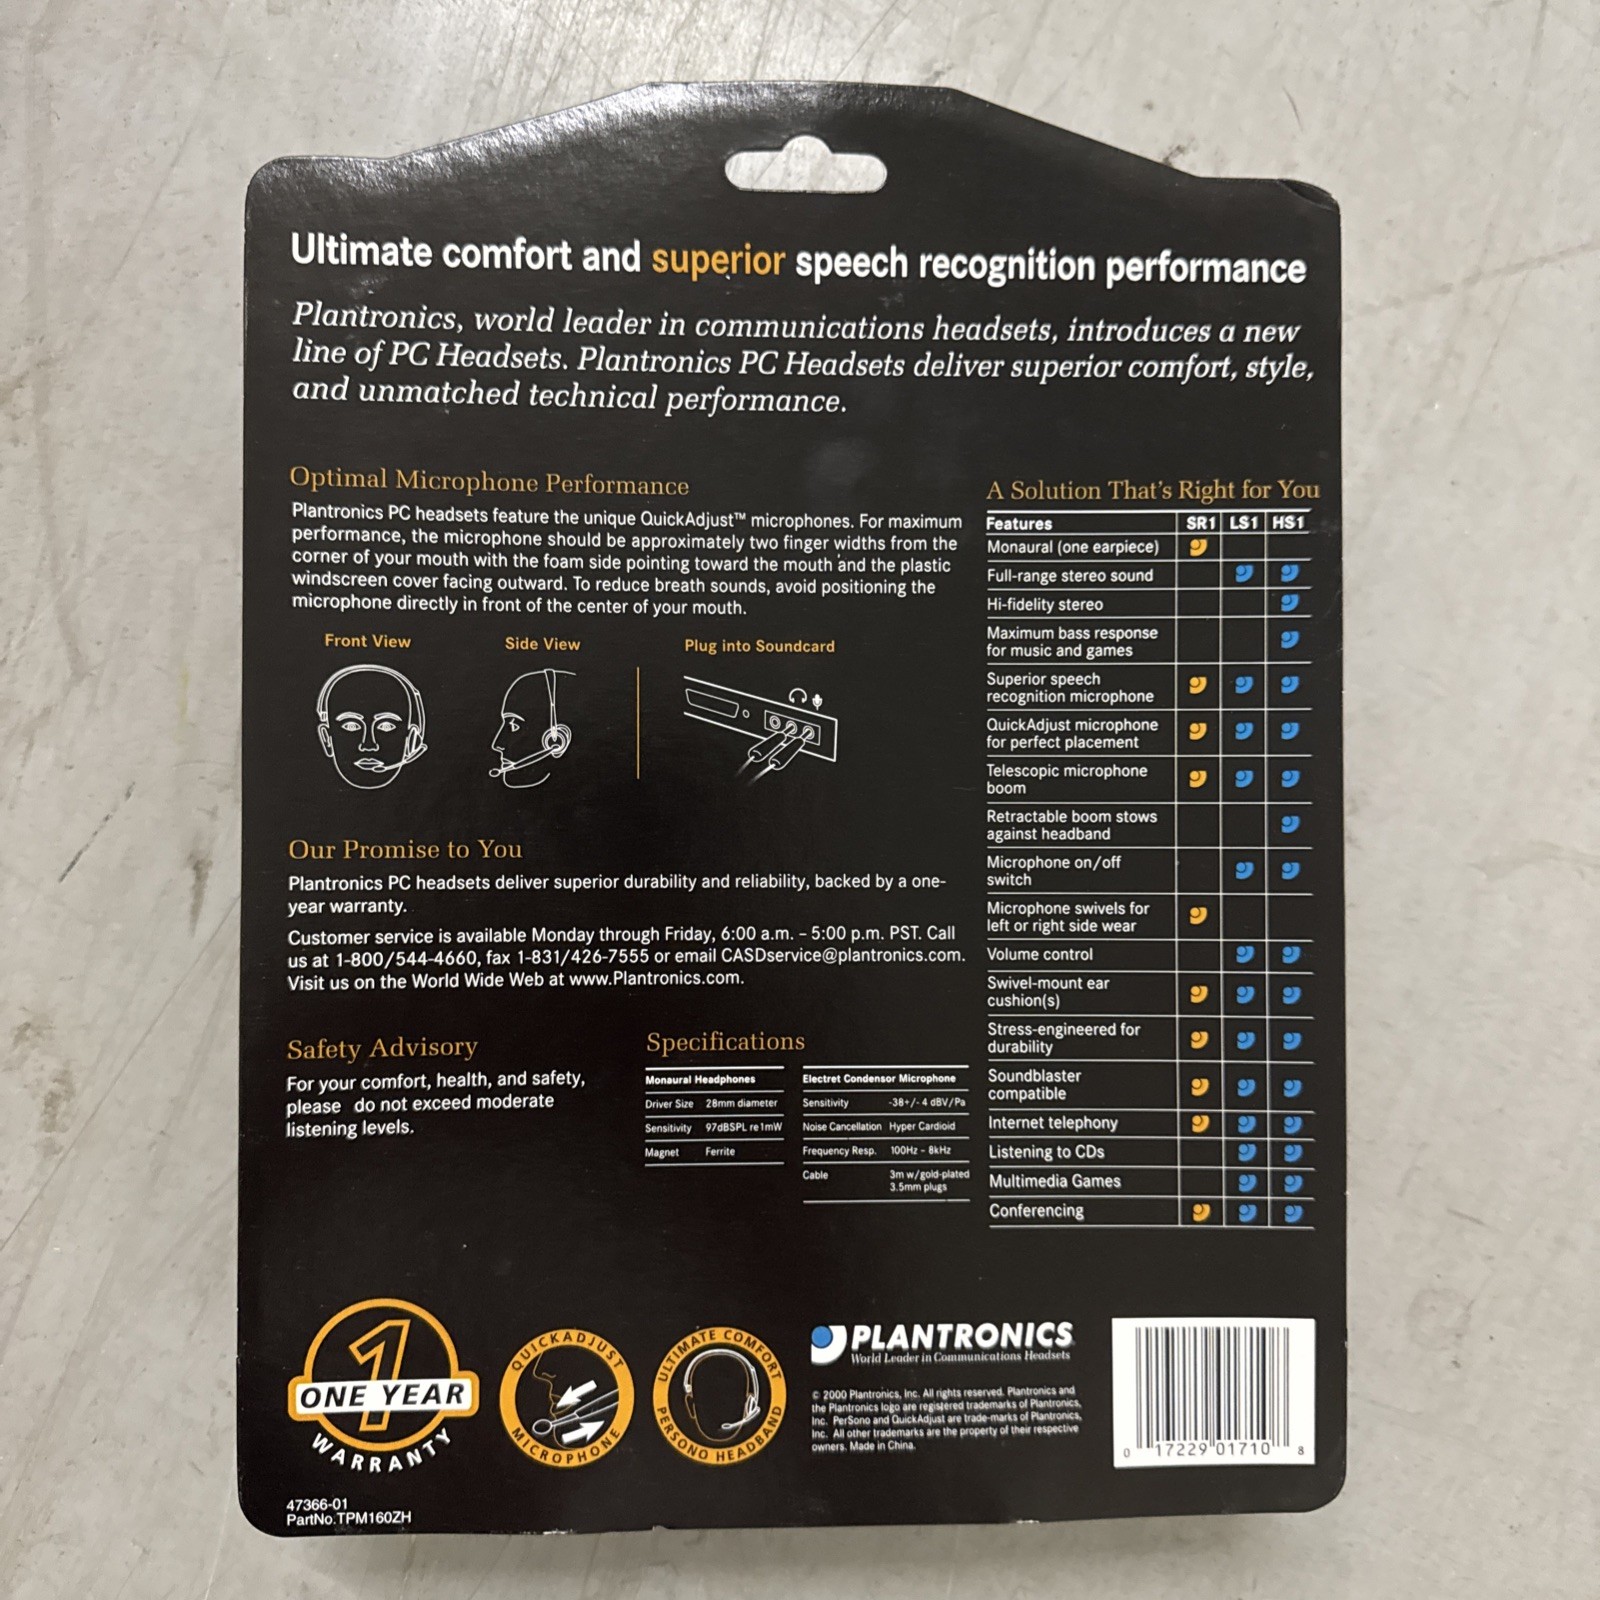 Ultimate comfort and superior speech recognition performance
Plantronics, world leader in communications headsets, introduces a new
line of PC Headsets. Plantronics PC Headsets deliver superior comfort, style,
and unmatched technical performance.
Optimal Microphone Performance
Plantronics PC headsets feature the unique QuickAdjust™ microphones. For maximum
performance, the microphone should be approximately two finger widths from the
corner of your mouth with the foam side pointing toward the mouth and the plastic
windscreen cover facing outward. To reduce breath sounds, avoid positioning the
microphone directly in front of the center of your mouth.
Front View
Side View
Plug into Soundcard
Our Promise to You
Plantronics PC headsets deliver superior durability and reliability, backed by a one-
year warranty.
Customer service is available Monday through Friday, 6:00 a.m. – 5:00 p.m. PST. Call
us at 1-800/544-4660, fax 1-831/426-7555 or email CASDservice@plantronics.com.
Visit us on the World Wide Web at www.Plantronics.com.
Safety Advisory
For your comfort, health, and safety,
please do not exceed moderate
listening levels.
Specifications
Monaural Headphones
Driver Size 28mm diameter
Sensitivity 97dBSPL re1mW
Magnet Ferrite
Electret Condensor Microphone
Sensitivity -38+/- 4 dBV/Pa
Noise Cancellation Hyper Cardioid
Frequency Resp. 100Hz – 8kHz
Cable 3m w/gold-plated
3.5mm plugs
A Solution That's Right for You
Features SR1 LS1 HS1
Monaural (one earpiece)
Full-range stereo sound
Hi-fidelity stereo
Maximum bass response
for music and games
Superior speech
recognition microphone
QuickAdjust microphone
for perfect placement
Telescopic microphone
boom
Retractable boom stows
against headband
Microphone on/off
switch
Microphone swivels for
left or right side wear
Volume control
Swivel-mount ear
cushion(s)
Stress-engineered for
durability
Soundblaster
compatible
Internet telephony
Listening to CDs
Multimedia Games
Conferencing
1
ONE YEAR
WARRANTY
QUICKADJUST
MICROPHONE
ULTIMATE COMFORT
PERSONO HEADBAND
PLANTRONICS
World Leader in Communications Headsets
© 2000 Plantronics, Inc. All rights reserved. Plantronics and
the Plantronics logo are registered trademarks of Plantronics,
Inc. PerSono and QuickAdjust are trade-marks of Plantronics,
Inc. All other trademarks are the property of their respective
owners. Made in China.
0 17229 01710 8
47366-01
PartNo.TPM160ZH